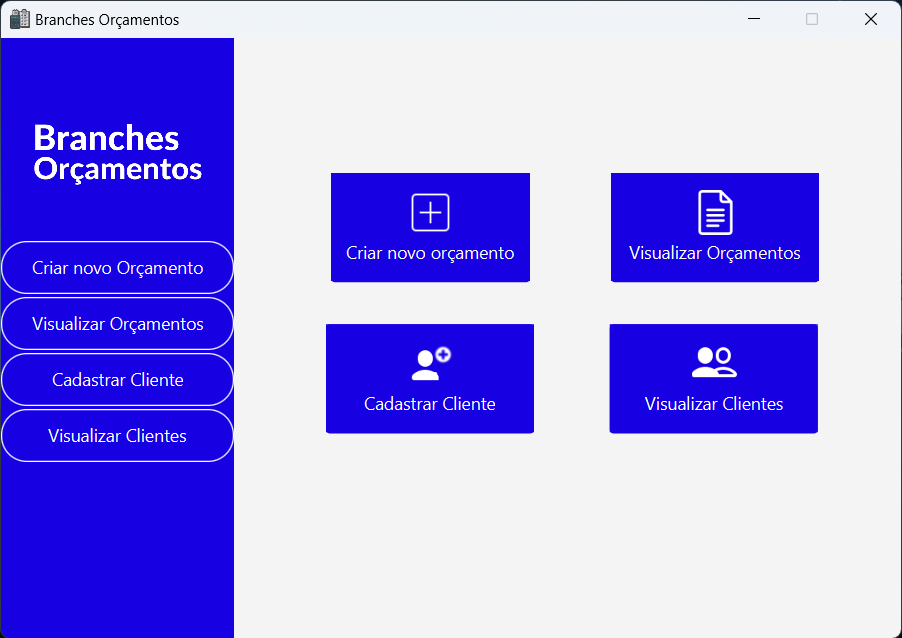 Branches Orçamentos
Branches
Orçamentos
Criar novo Orçamento
Visualizar Orçamentos
Cadastrar Cliente
Visualizar Clientes
Criar novo orçamento
Visualizar Orçamentos
Cadastrar Cliente
Visualizar Clientes